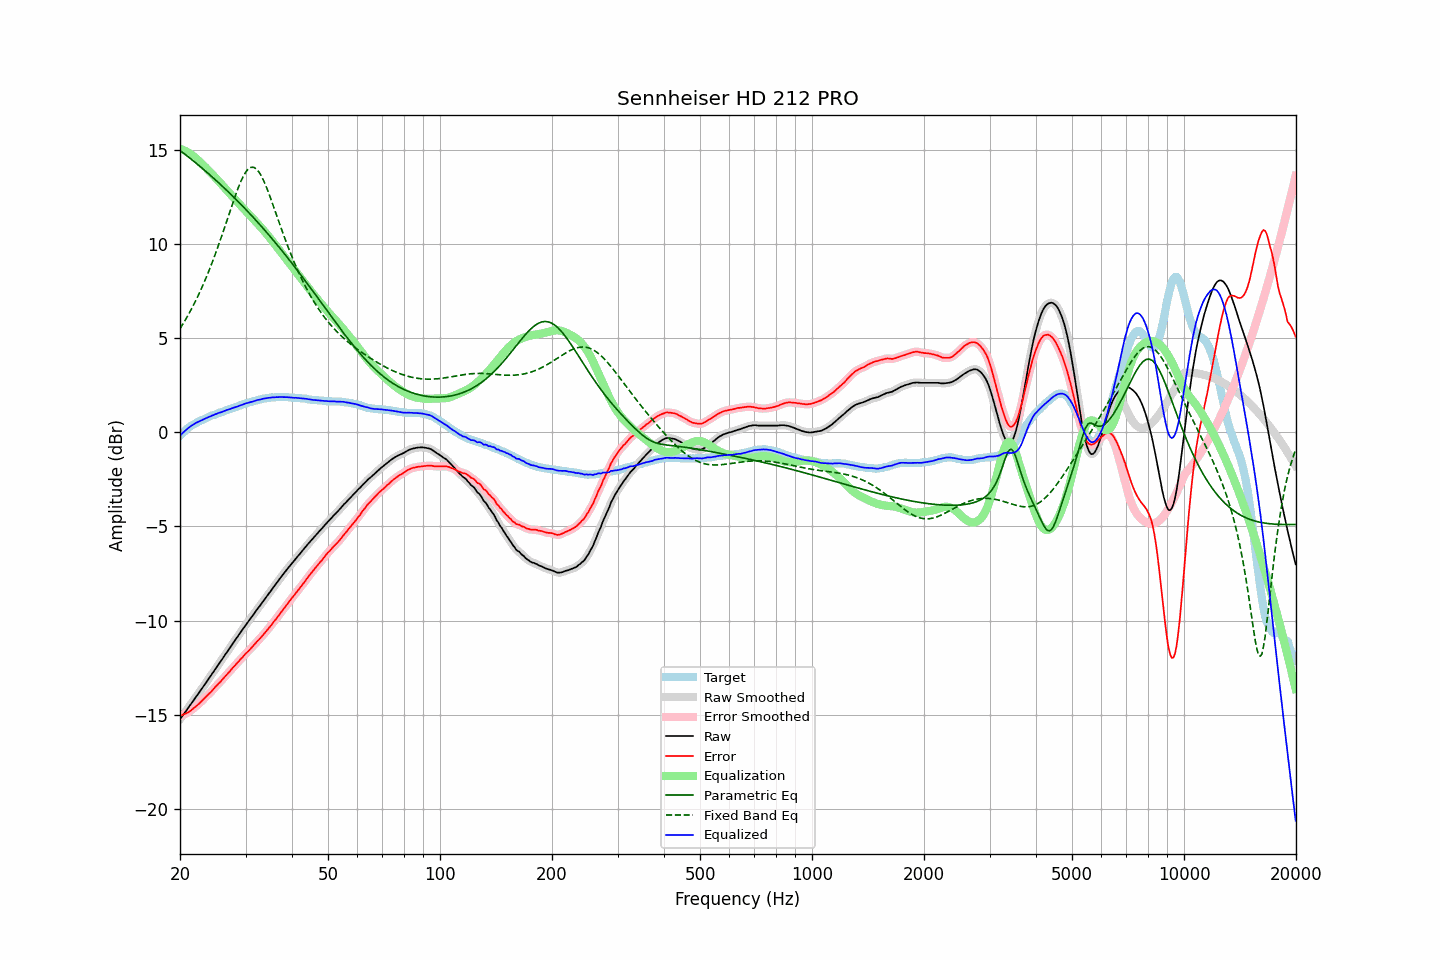 Sennheiser HD 212 PRO
Amplitude (dBr)
15
10
5
0
−5
−10
−15
−20
Target
Raw Smoothed
Error Smoothed
Raw
Error
Equalization
Parametric Eq
Fixed Band Eq
Equalized
20
50
100
200
500
1000
2000
5000
10000
20000
Frequency (Hz)